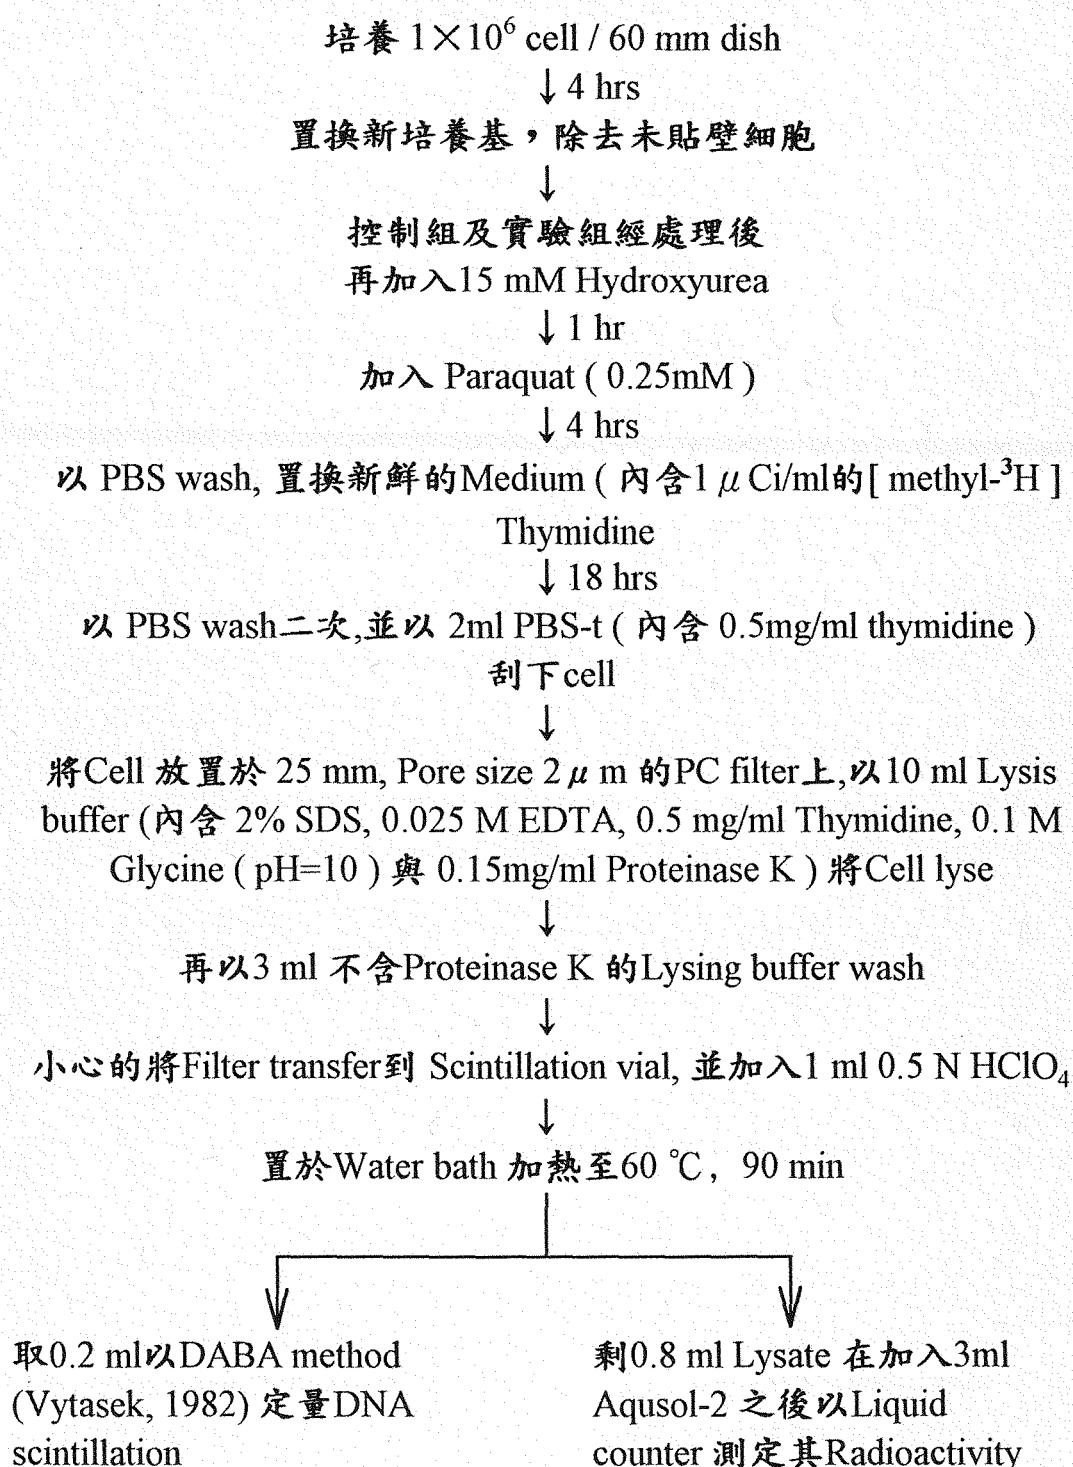 培養 1×10⁶ cell / 60 mm dish
↓ 4 hrs
置換新培養基，除去未貼壁細胞
↓
控制組及實驗組經處理後
再加入15 mM Hydroxyurea
↓ 1 hr
加入 Paraquat ( 0.25mM )
↓ 4 hrs
以 PBS wash, 置換新鮮的Medium ( 內含1 μ Ci/ml的[ methyl-³H ]
Thymidine
↓ 18 hrs
以 PBS wash二次,並以 2ml PBS-t ( 內含 0.5mg/ml thymidine )
刮下cell
↓
將Cell 放置於 25 mm, Pore size 2 μ m 的PC filter上,以10 ml Lysis
buffer (內含 2% SDS, 0.025 M EDTA, 0.5 mg/ml Thymidine, 0.1 M
Glycine ( pH=10 ) 與 0.15mg/ml Proteinase K ) 將Cell lyse
↓
再以3 ml 不含Proteinase K 的Lysing buffer wash
↓
小心的將Filter transfer到 Scintillation vial, 並加入1 ml 0.5 N HClO₄
↓
置於Water bath 加熱至60 ℃, 90 min
取0.2 ml以DABA method
(Vytasek, 1982) 定量DNA
scintillation
剩0.8 ml Lysate 在加入3ml
Aqusol-2 之後以Liquid
counter 測定其Radioactivity